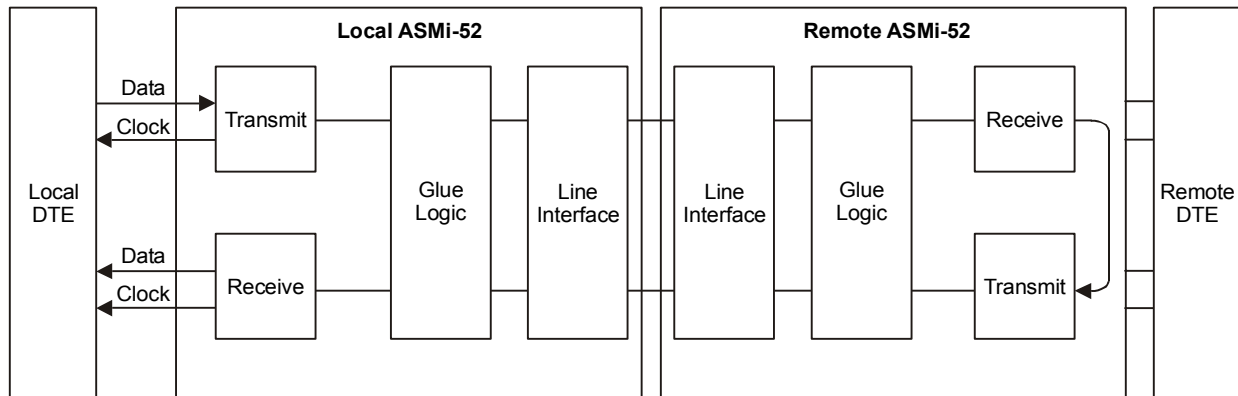 Local ASMi-52
Remote ASMi-52
Data
Clock
Transmit
Receive
Local
DTE
Glue
Logic
Line
Interface
Line
Interface
Glue
Logic
Remote
DTE
Data
Clock
Receive
Transmit